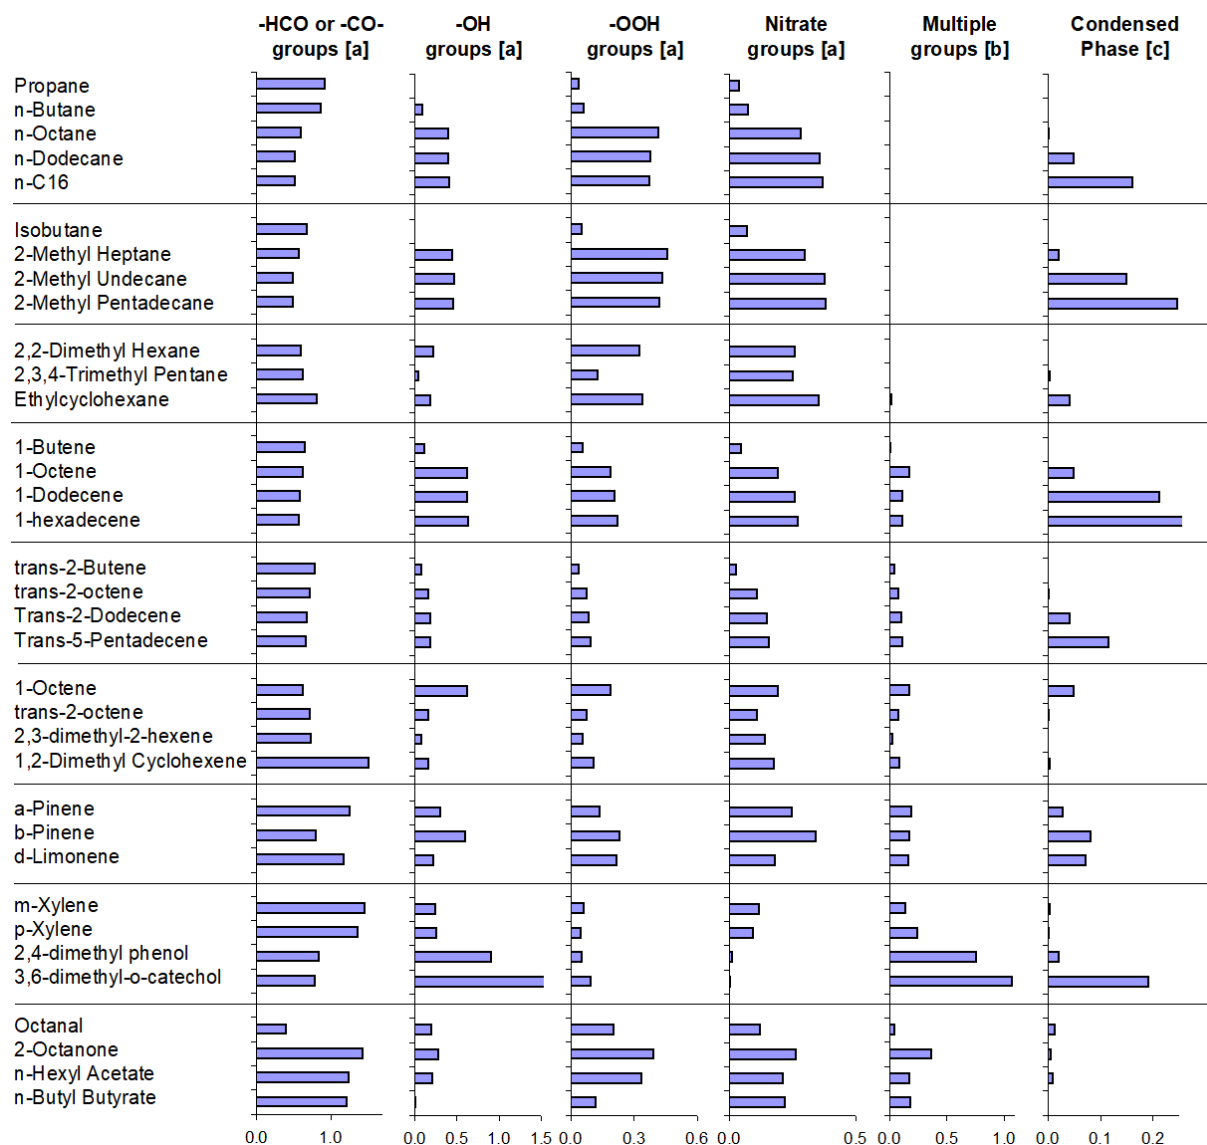 -HCO or -CO- groups [a]
-OH groups [a]
-OOH groups [a]
Nitrate groups [a]
Multiple groups [b]
Condensed Phase [c]
Propane
n-Butane
n-Octane
n-Dodecane
n-C16
Isobutane
2-Methyl Heptane
2-Methyl Undecane
2-Methyl Pentadecane
2,2-Dimethyl Hexane
2,3,4-Trimethyl Pentane
Ethylcyclohexane
1-Butene
1-Octene
1-Dodecene
1-hexadecene
trans-2-Butene
trans-2-octene
Trans-2-Dodecene
Trans-5-Pentadecene
1-Octene
trans-2-octene
2,3-dimethyl-2-hexene
1,2-Dimethyl Cyclohexene
a-Pinene
b-Pinene
d-Limonene
m-Xylene
p-Xylene
2,4-dimethyl phenol
3,6-dimethyl-o-catechol
Octanal
2-Octanone
n-Hexyl Acetate
n-Butyl Butyrate
0.0 1.0 0.0 0.5 1.0 1.5 0.0 0.3 0.6 0.0 0.5 0.0 1.0 0.0 0.1 0.2